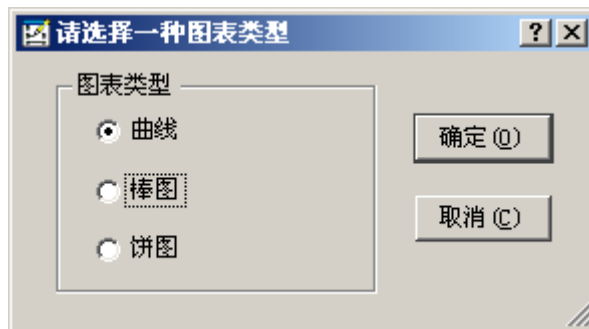 请选择一种图表类型
图表类型
曲线
棒图
饼图
确定(O)
取消(C)